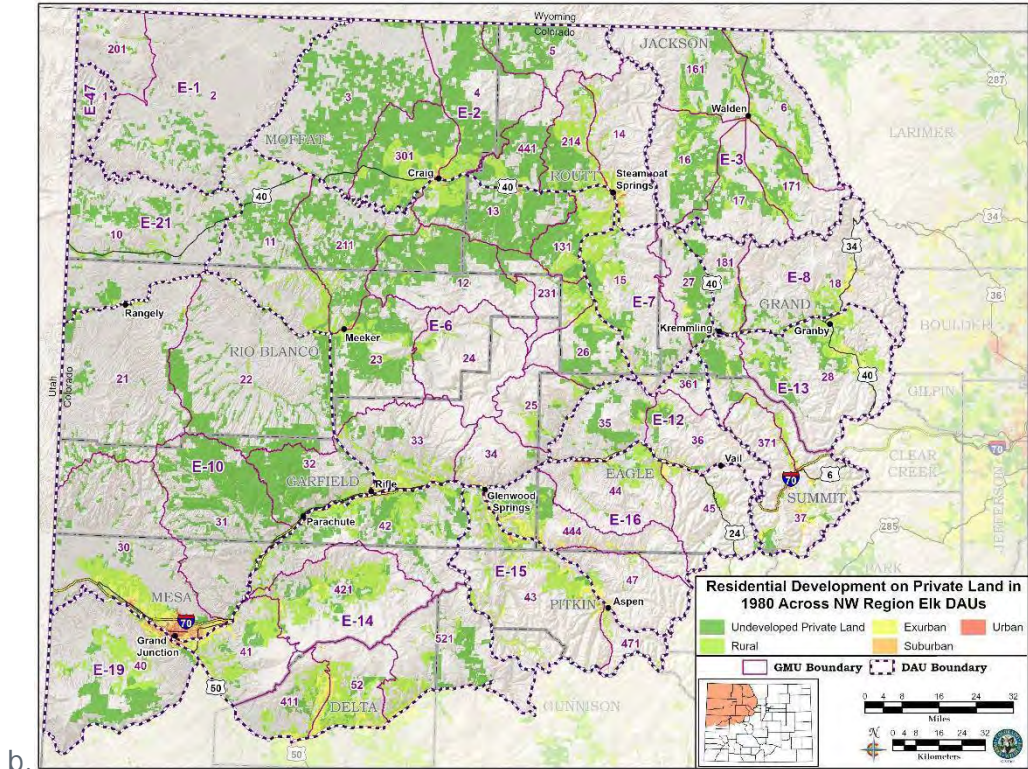 Wyoming
Colorado
JACKSON
201
5
161
E-1
2
3
4
E-2
6
287
1
E-47
Walden
LARIMER
MOFFAT
14
214
441
301
16
E-3
ROUTT
Craig
40
Steamboat
Springs
171
17
40
E-21
13
10
11
211
131
34
34
181
E-8
15
12
231
E-7
27
40
18
36
GRAND
Rangely
E-6
Kremmling
Granby
BOULDER
Meeker
RIO BLANCO
23
24
26
40
28
Utah
Colorado
21
22
E-13
361
GILPIN
25
35
E-12
371
33
36
34
CLEAR
CREEK
70
E-10
32
Vail
70
6
GARFIELD
Rifle
EAGLE
SUMMIT
44
Glenwood
Springs
45
E-16
37
JEFFERSON
31
Parachute
42
24
285
444
30
PARK
E-15
47
MESA
421
43
PITKIN
Aspen
70
E-14
Grand
Junction
41
471
521
E-19
40
50
52
411
DELTA
GUNNISON
50
Residential Development on Private Land in
1980 Across NW Region Elk DAUs
Undeveloped Private Land
Exurban
Urban
Rural
Suburban
GMU Boundary
DAU Boundary
0 4 8 16 24 32
Miles
N
0 4 8 16 24 32
Kilometers
b.